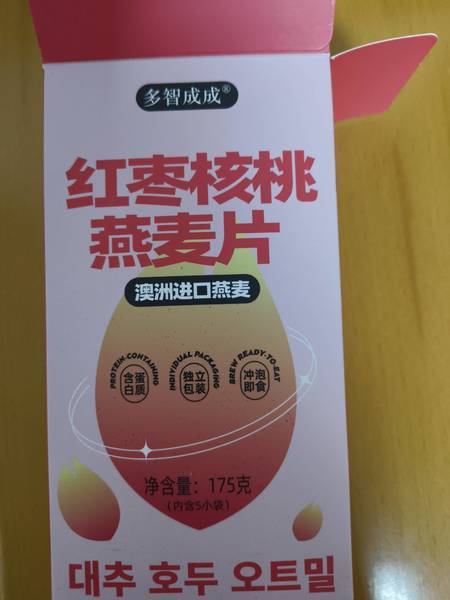 多智成成®
红枣核桃
燕麦片
澳洲进口燕麦
PROTEIN-CONTAINING
含蛋
白质
INDIVIDUAL PACKAGING
独立
包装
BREW READY-TO-EAT
冲泡
即食
净含量：175克
（内含5小袋）
대추 호두 오트밀